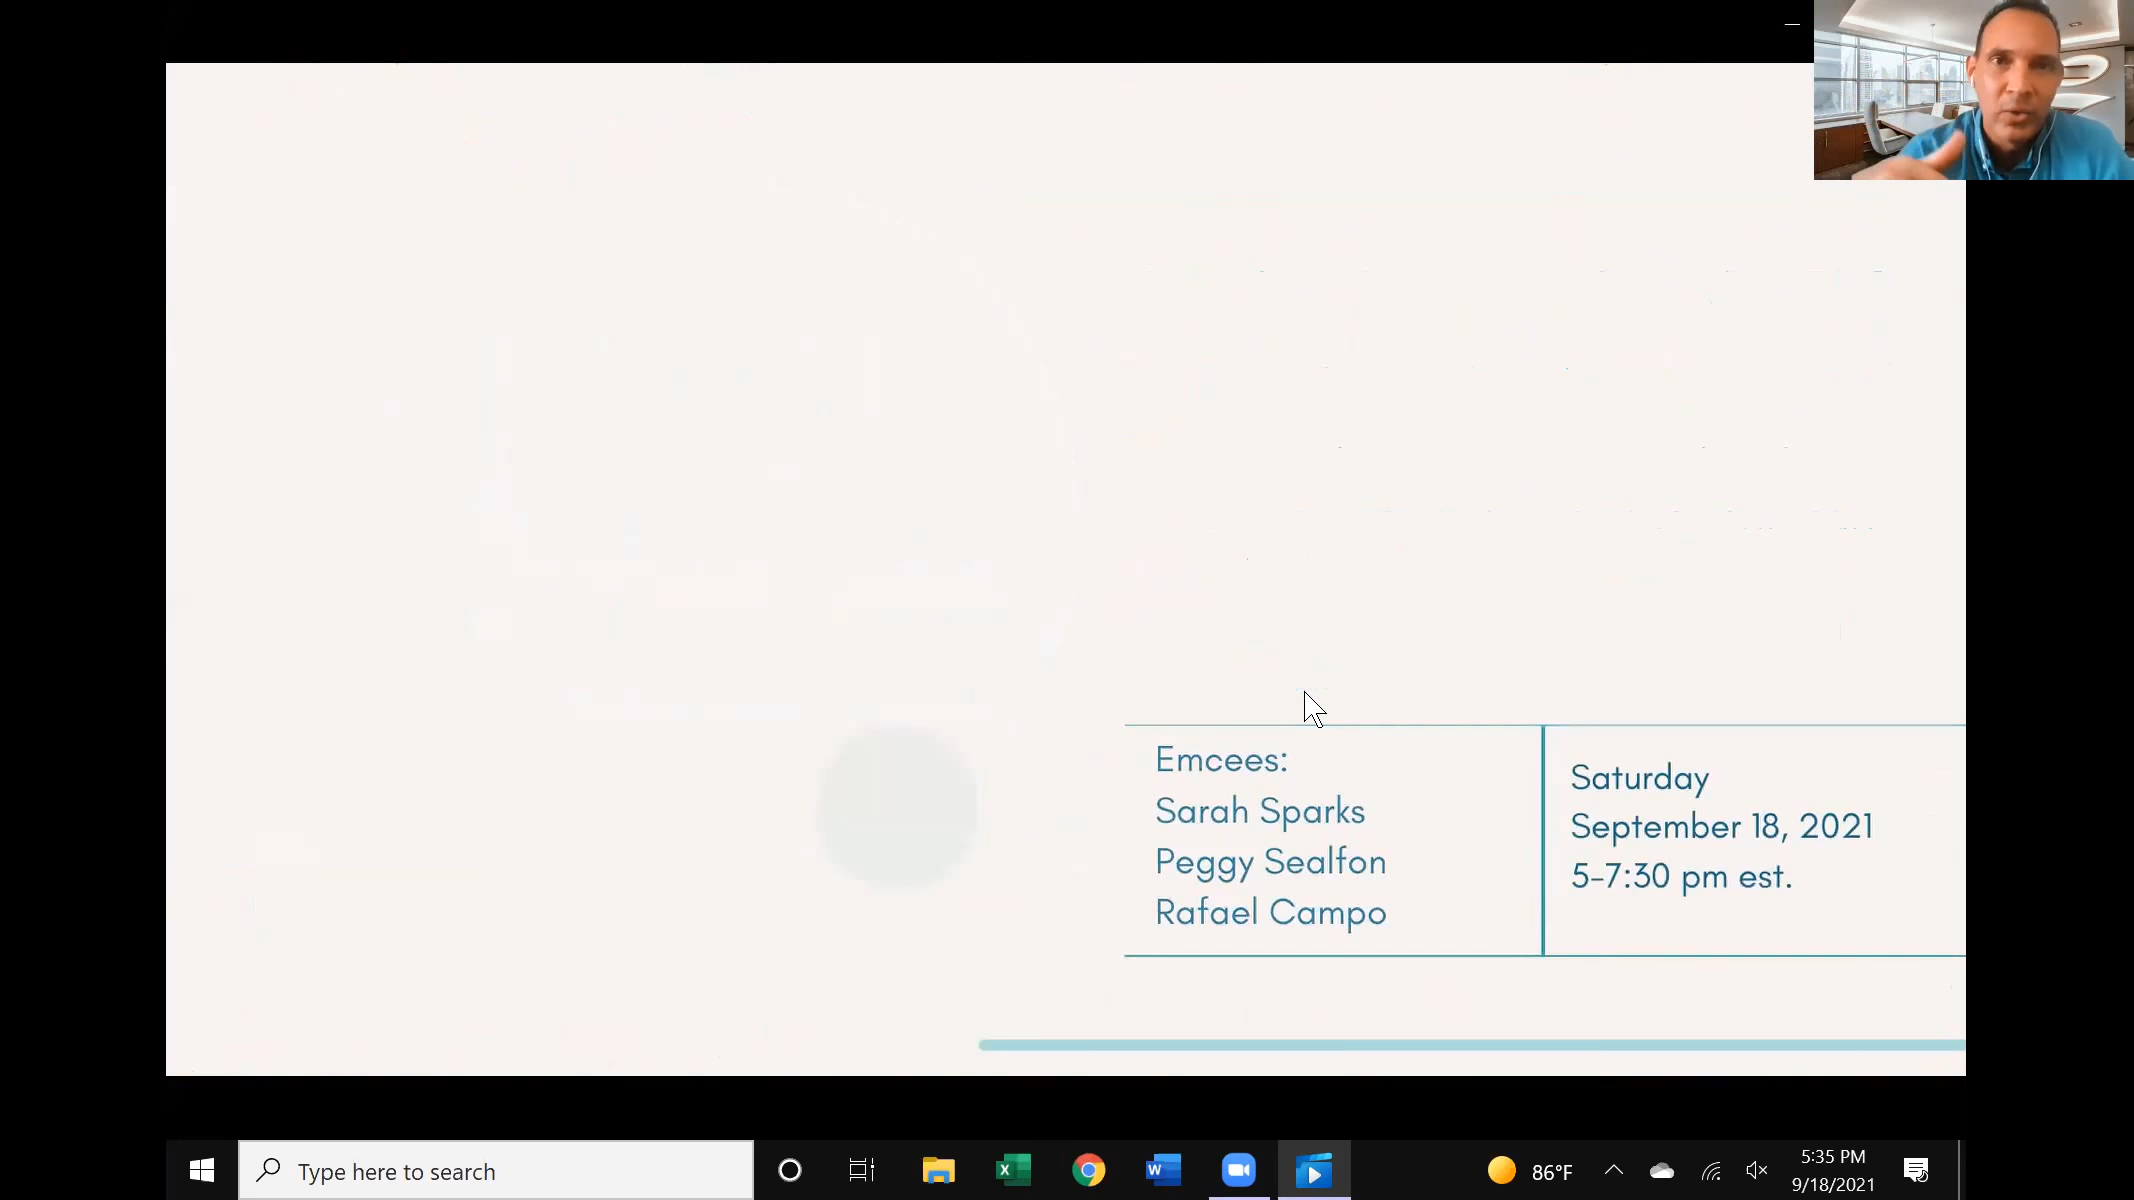 Emcees:
Sarah Sparks
Peggy Sealfon
Rafael Campo
Saturday
September 18, 2021
5-7:30 pm est.
Type here to search
86°F
5:35 PM
9/18/2021